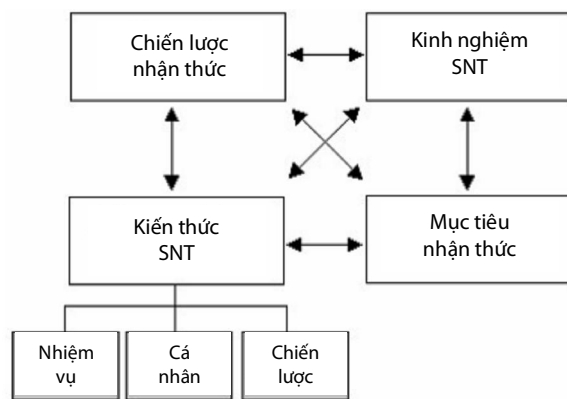 Chiến lược
nhận thức
Kinh nghiệm
SNT
Kiến thức
SNT
Mục tiêu
nhận thức
Nhiệm
vụ
Cá
nhân
Chiến
lược